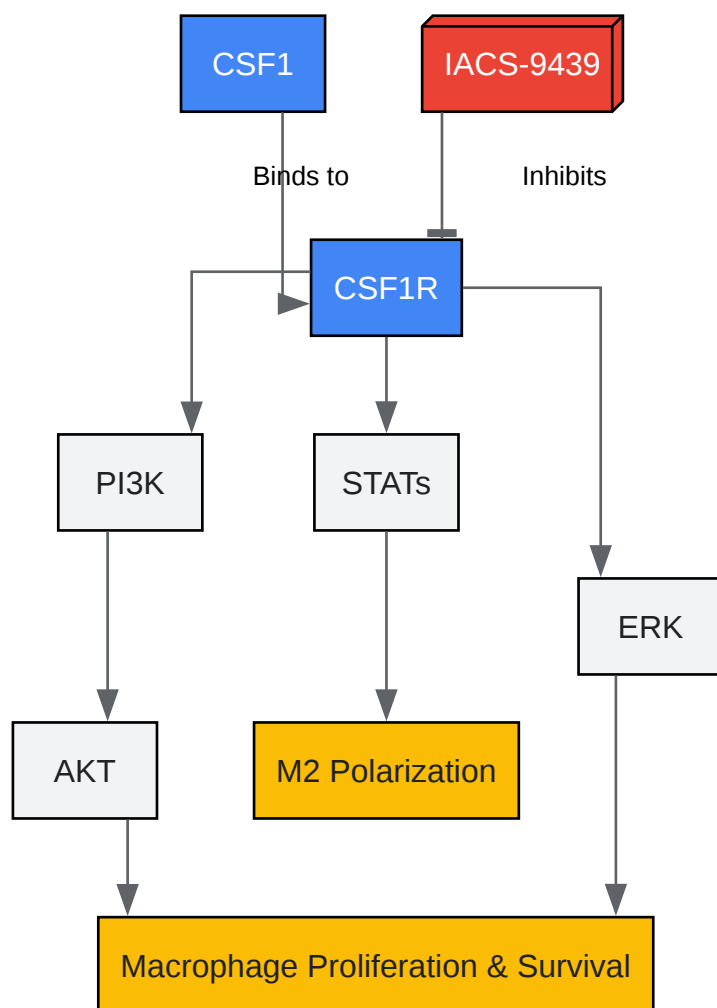 CSF1
IACS-9439
Binds to
Inhibits
CSF1R
PI3K
STATs
ERK
AKT
M2 Polarization
Macrophage Proliferation & Survival